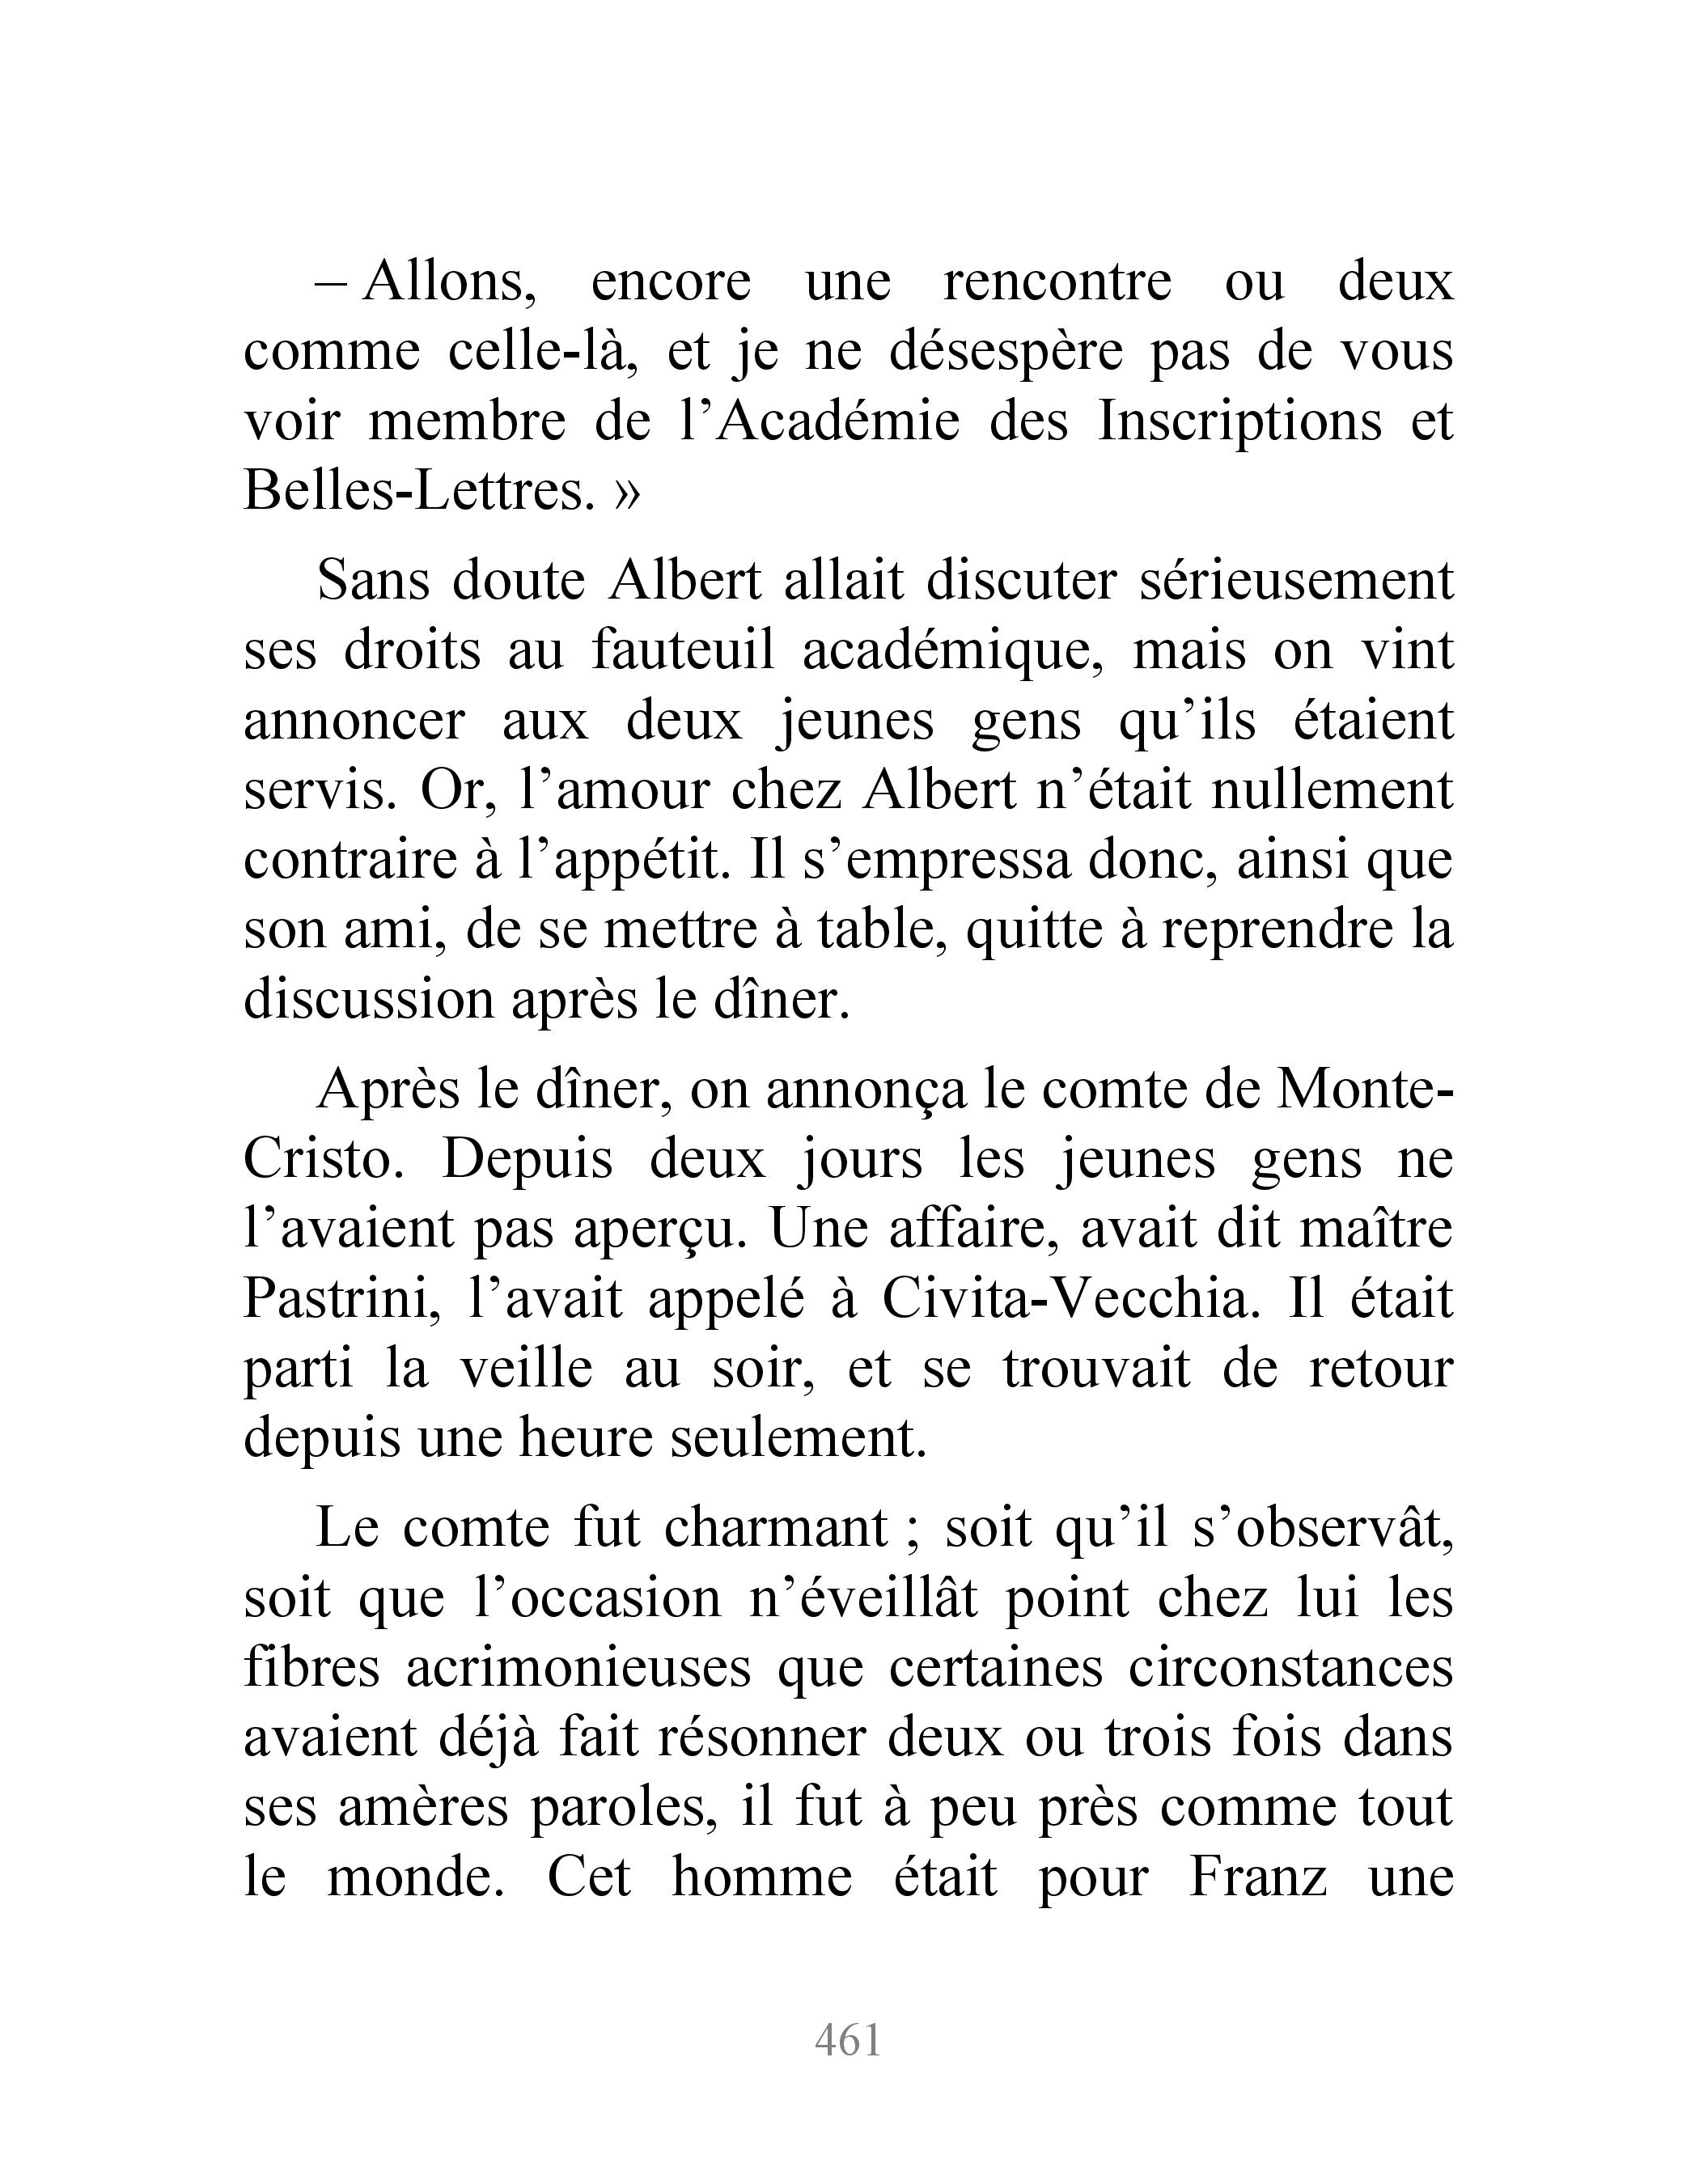 – Allons, encore une rencontre ou deux
comme celle-là, et je ne désespère pas de vous
voir membre de l’Académie des Inscriptions et
Belles-Lettres. »
Sans doute Albert allait discuter sérieusement
ses droits au fauteuil académique, mais on vint
annoncer aux deux jeunes gens qu’ils étaient
servis. Or, l’amour chez Albert n’était nullement
contraire à l’appétit. Il s’empressa donc, ainsi que
son ami, de se mettre à table, quitte à reprendre la
discussion après le dîner.
Après le dîner, on annonça le comte de Monte-
Cristo. Depuis deux jours les jeunes gens ne
l’avaient pas aperçu. Une affaire, avait dit maître
Pastrini, l’avait appelé à Civita-Vecchia. Il était
parti la veille au soir, et se trouvait de retour
depuis une heure seulement.
Le comte fut charmant ; soit qu’il s’observât,
soit que l’occasion n’éveillât point chez lui les
fibres acrimonieuses que certaines circonstances
avaient déjà fait résonner deux ou trois fois dans
ses amères paroles, il fut à peu près comme tout
le monde. Cet homme était pour Franz une
461